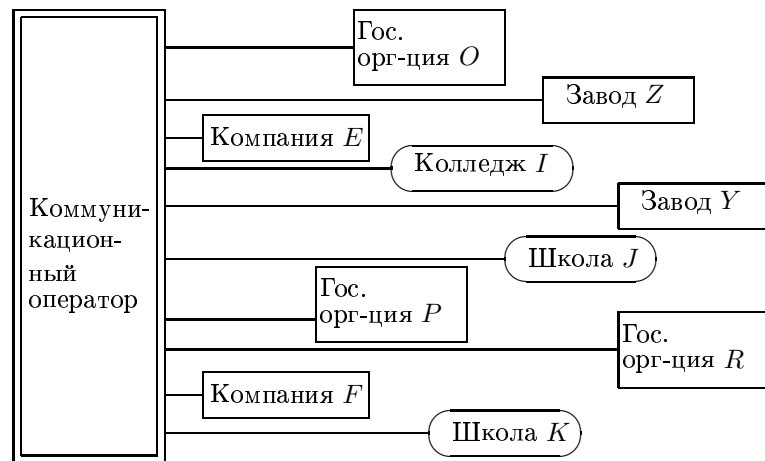 Гос.
орг-ция O
Завод Z
Компания E
Колледж I
Завод Y
Коммуни-
кацион-
ный
оператор
Школа J
Гос.
орг-ция P
Гос.
орг-ция R
Компания F
Школа K